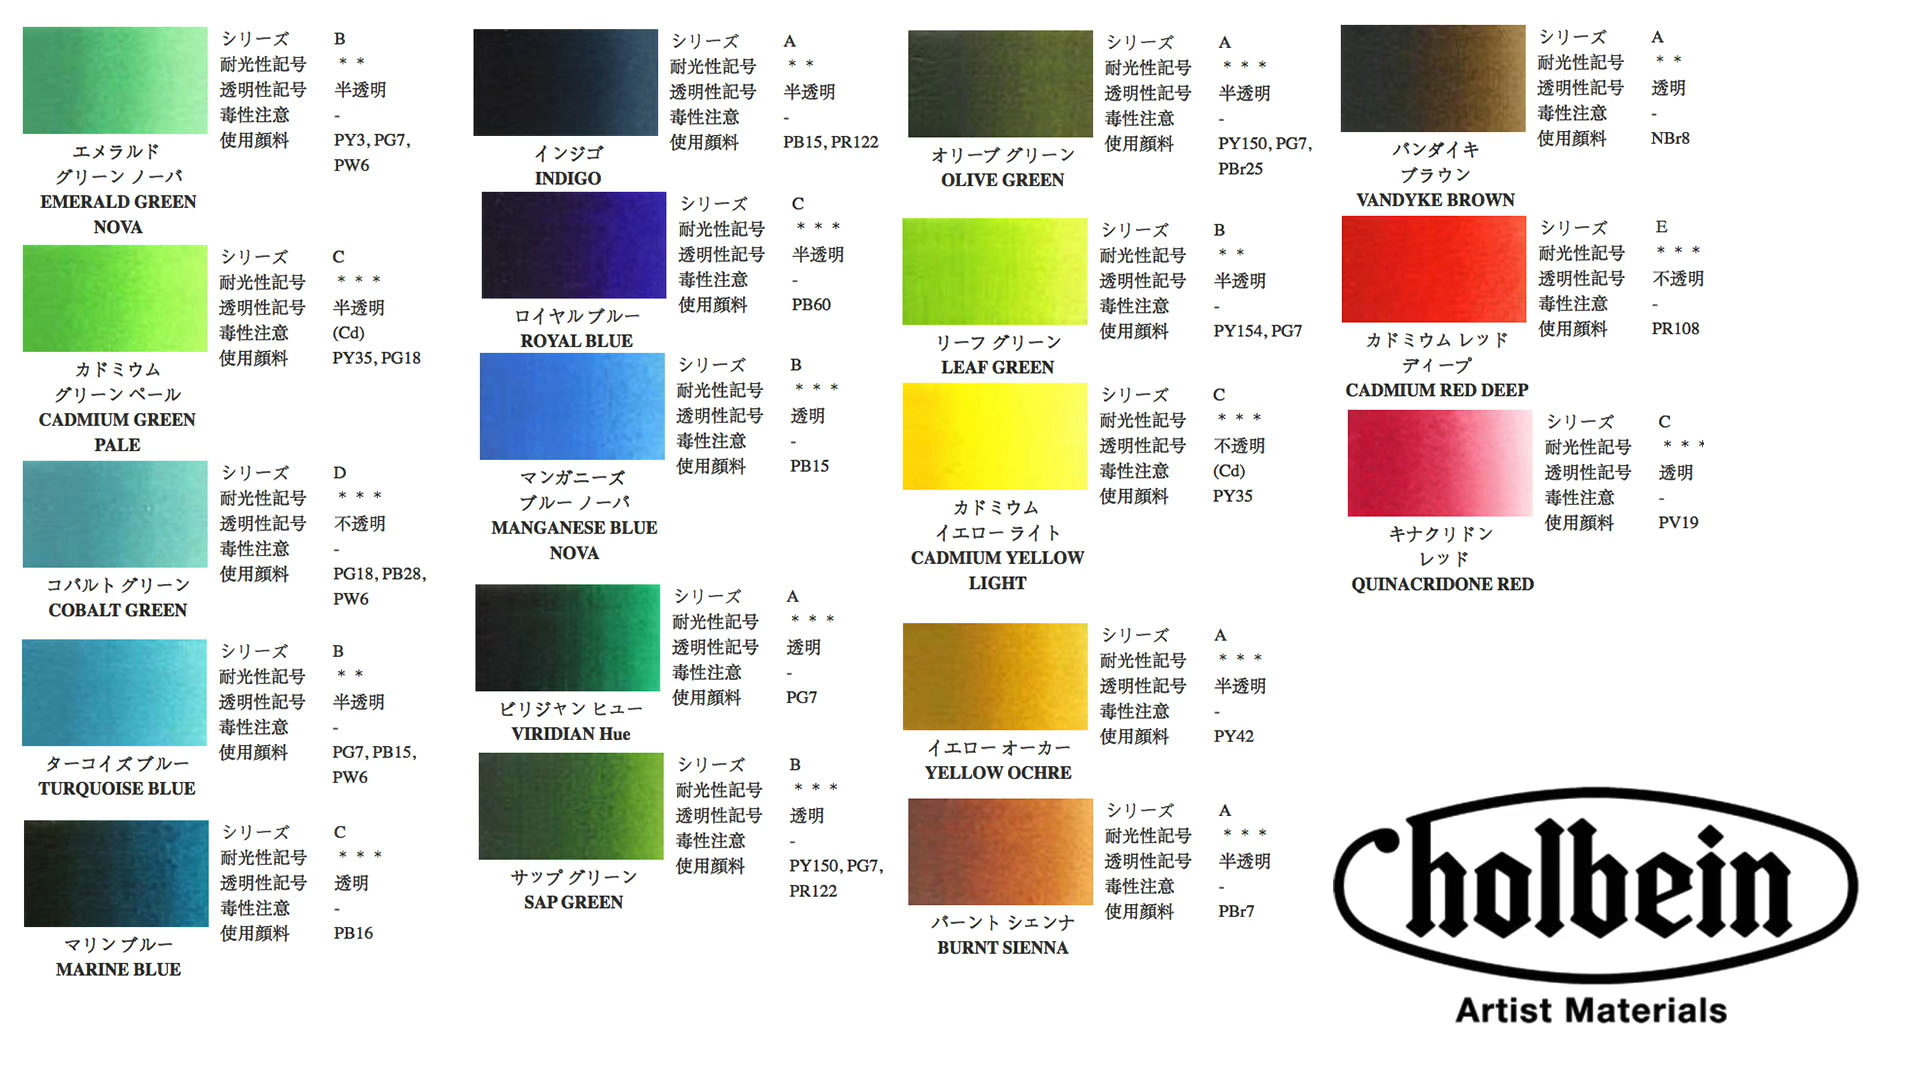 シリーズ B
耐光性記号 * *
透明性記号 半透明
毒性注意 -
使用顔料 PY3, PG7,
PW6
エメラルド
グリーン ノーバ
EMERALD GREEN
NOVA
シリーズ C
耐光性記号 * * *
透明性記号 半透明
毒性注意 (Cd)
使用顔料 PY35, PG18
カドミウム
グリーン ペール
CADMIUM GREEN
PALE
シリーズ D
耐光性記号 * * *
透明性記号 不透明
毒性注意 -
使用顔料 PG18, PB28,
PW6
コバルト グリーン
COBALT GREEN
シリーズ B
耐光性記号 * *
透明性記号 半透明
毒性注意 -
使用顔料 PG7, PB15,
PW6
ターコイズ ブルー
TURQUOISE BLUE
シリーズ C
耐光性記号 * * *
透明性記号 透明
毒性注意 -
使用顔料 PB16
マリン ブルー
MARINE BLUE
シリーズ A
耐光性記号 * *
透明性記号 半透明
毒性注意 -
使用顔料 PB15, PR122
インジゴ
INDIGO
シリーズ C
耐光性記号 * * *
透明性記号 半透明
毒性注意 -
使用顔料 PB60
ロイヤル ブルー
ROYAL BLUE
シリーズ B
耐光性記号 * * *
透明性記号 透明
毒性注意 -
使用顔料 PB15
マンガニーズ
ブルー ノーバ
MANGANESE BLUE
NOVA
シリーズ A
耐光性記号 * * *
透明性記号 透明
毒性注意 -
使用顔料 PG7
ビリジャン ヒュー
VIRIDIAN Hue
シリーズ B
耐光性記号 * * *
透明性記号 透明
毒性注意 -
使用顔料 PY150, PG7,
PR122
サップ グリーン
SAP GREEN
シリーズ A
耐光性記号 * * *
透明性記号 半透明
毒性注意 -
使用顔料 PY150, PG7,
PBr25
オリーブ グリーン
OLIVE GREEN
シリーズ B
耐光性記号 * *
透明性記号 半透明
毒性注意 -
使用顔料 PY154, PG7
リーフ グリーン
LEAF GREEN
シリーズ C
耐光性記号 * * *
透明性記号 不透明
毒性注意 (Cd)
使用顔料 PY35
カドミウム
イエロー ライト
CADMIUM YELLOW
LIGHT
シリーズ A
耐光性記号 * * *
透明性記号 半透明
毒性注意 -
使用顔料 PY42
イエロー オーカー
YELLOW OCHRE
シリーズ A
耐光性記号 * * *
透明性記号 半透明
毒性注意 -
使用顔料 PBr7
バーント シェンナ
BURNT SIENNA
シリーズ A
耐光性記号 * *
透明性記号 透明
毒性注意 -
使用顔料 NBr8
バンダイキ
ブラウン
VANDYKE BROWN
シリーズ E
耐光性記号 * * *
透明性記号 不透明
毒性注意 -
使用顔料 PR108
カドミウム レッド
ディープ
CADMIUM RED DEEP
シリーズ C
耐光性記号 * * *
透明性記号 透明
毒性注意 -
使用顔料 PV19
キナクリドン
レッド
QUINACRIDONE RED
holbein
Artist Materials